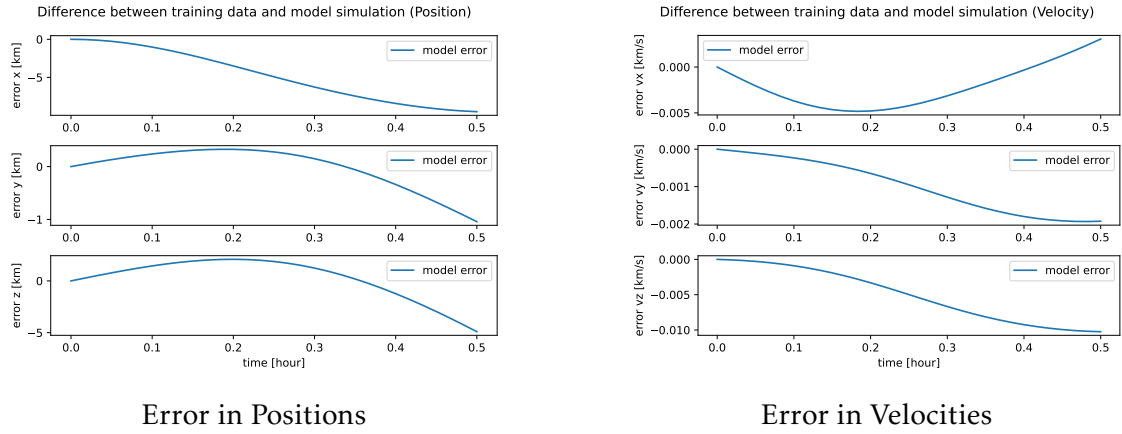 Difference between training data and model simulation (Position)
error x [km]
0
−5
model error
0.0 0.1 0.2 0.3 0.4 0.5
error y [km]
0
−1
model error
0.0 0.1 0.2 0.3 0.4 0.5
error z [km]
0
−5
model error
0.0 0.1 0.2 0.3 0.4 0.5
time [hour]
Error in Positions
Difference between training data and model simulation (Velocity)
error vx [km/s]
0.000
−0.005
model error
0.0 0.1 0.2 0.3 0.4 0.5
error vy [km/s]
0.000
−0.001
−0.002
model error
0.0 0.1 0.2 0.3 0.4 0.5
error vz [km/s]
0.000
−0.005
−0.010
model error
0.0 0.1 0.2 0.3 0.4 0.5
time [hour]
Error in Velocities